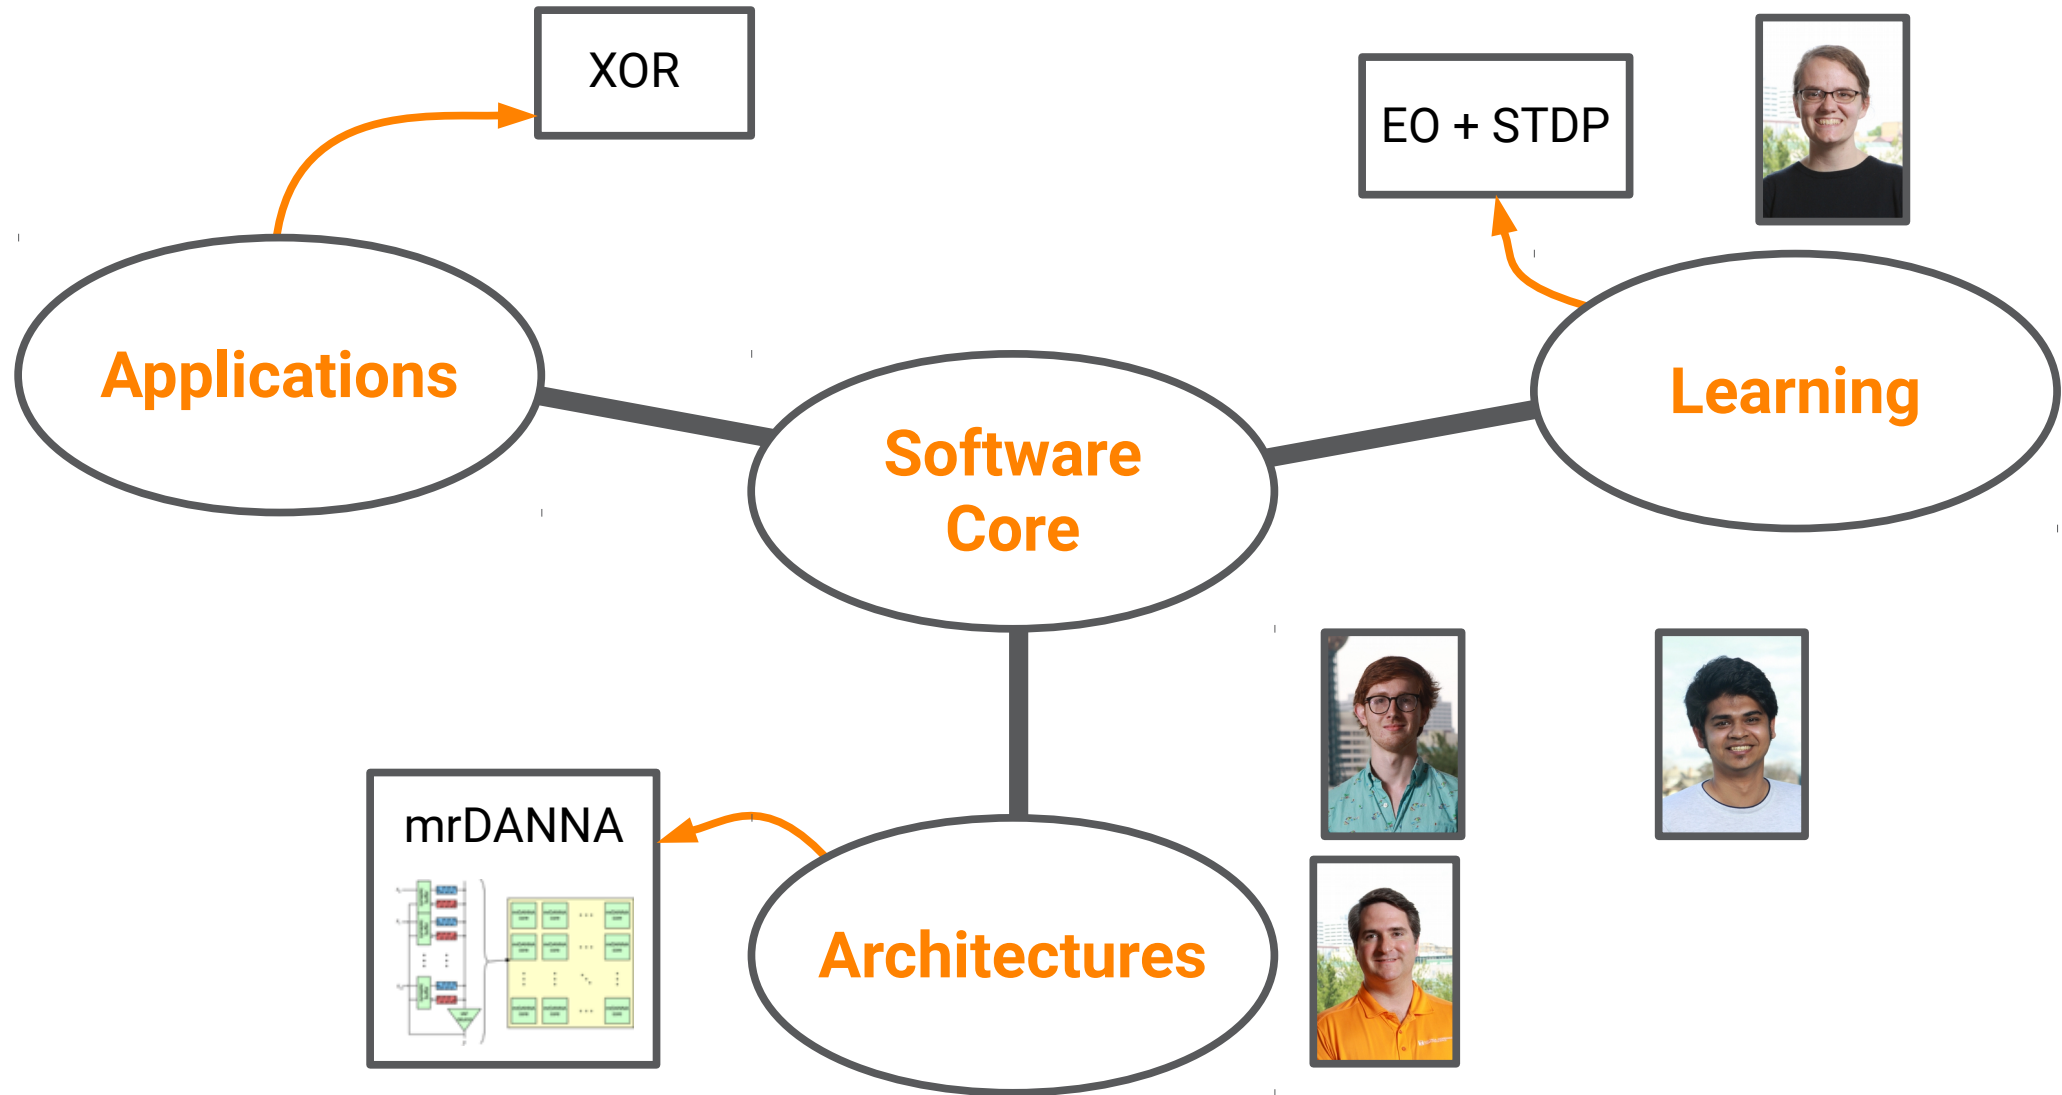 XOR
EO + STDP
Applications
Learning
Software
Core
mrDANNA
Architectures